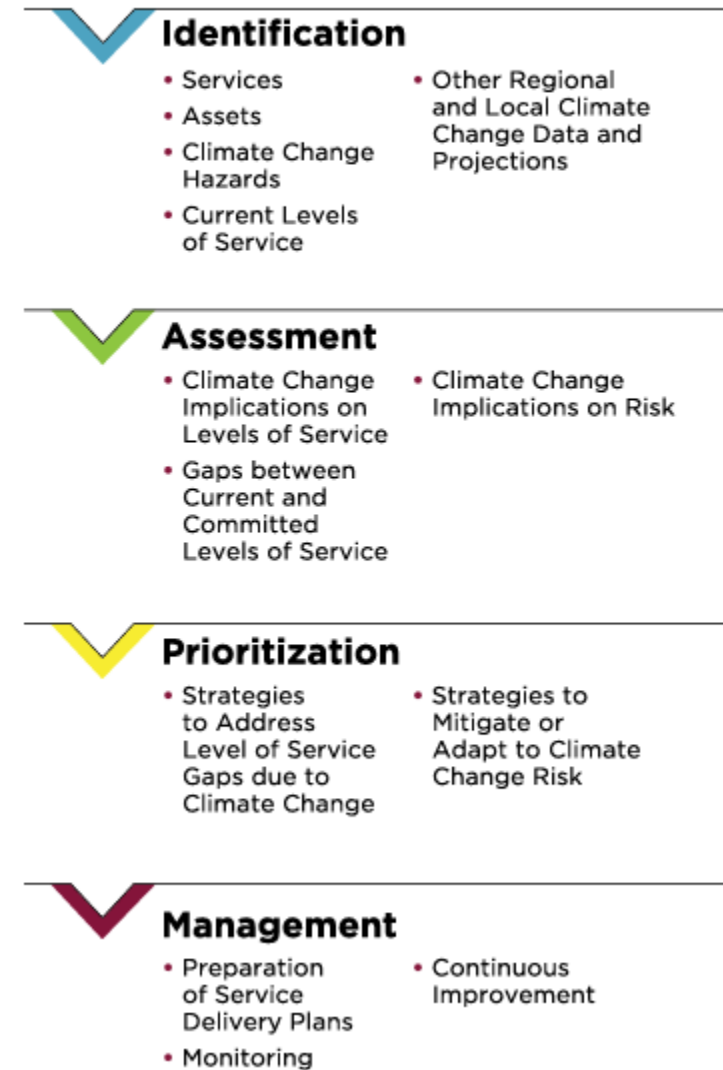 Identification
• Services
• Assets
• Climate Change
Hazards
• Current Levels
of Service
• Other Regional
and Local Climate
Change Data and
Projections
Assessment
• Climate Change
Implications on
Levels of Service
• Gaps between
Current and
Committed
Levels of Service
• Climate Change
Implications on Risk
Prioritization
• Strategies
to Address
Level of Service
Gaps due to
Climate Change
• Strategies to
Mitigate or
Adapt to Climate
Change Risk
Management
• Preparation
of Service
Delivery Plans
• Monitoring
• Continuous
Improvement